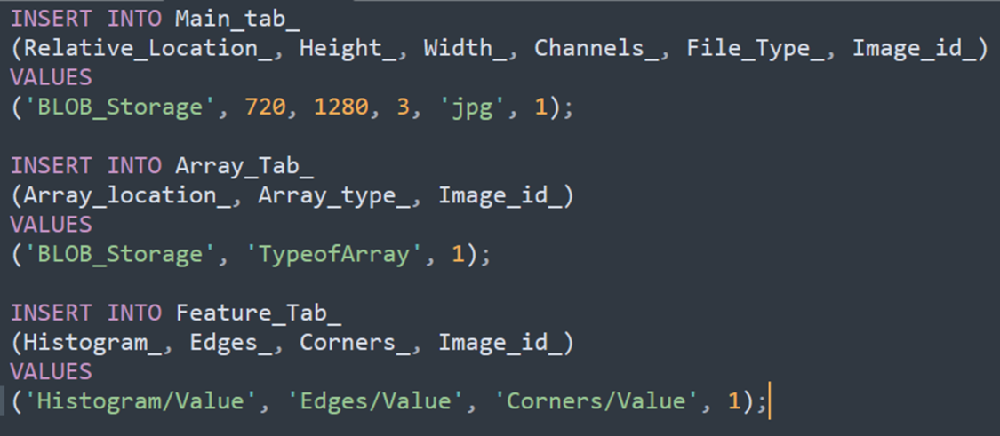 INSERT INTO Main_tab_
(Relative_Location_, Height_, Width_, Channels_, File_Type_, Image_id_)
VALUES
('BLOB_Storage', 720, 1280, 3, 'jpg', 1);
INSERT INTO Array_Tab_
(Array_location_, Array_type_, Image_id_)
VALUES
('BLOB_Storage', 'TypeofArray', 1);
INSERT INTO Feature_Tab_
(Histogram_, Edges_, Corners_, Image_id_)
VALUES
('Histogram/Value', 'Edges/Value', 'Corners/Value', 1);